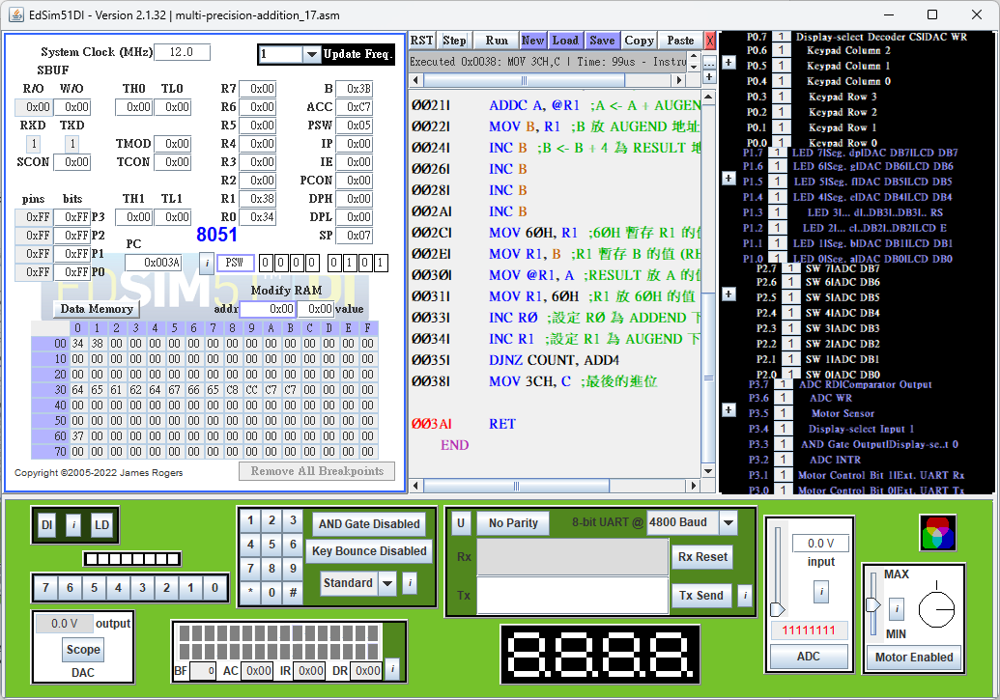 EdSim51DI - Version 2.1.32 | multi-precision-addition_17.asm
System Clock (MHz) 12.0
1 Update Freq.
SBUF
R/O W/O TH0 TL0
0x00 0x00 0x00 0x00
RXD TXD
1 1
TMOD 0x00
SCON 0x00 TCON 0x00
pins bits TH1 TL1
0xFF 0xFF P3 0x00 0x00
0xFF 0xFF P2
0xFF 0xFF P1
0xFF 0xFF P0
R7 0x00 B 0x3B
R6 0x00 ACC 0xC7
R5 0x00 PSW 0x05
R4 0x00 IP 0x00
R3 0x00 IE 0x00
R2 0x00 PCON 0x00
R1 0x38 DPH 0x00
R0 0x34 DPL 0x00
8051 SP 0x07
PC
0x003A i PSW 0 0 0 0 0 1 0 1
EDSIM51DI
Modify RAM
Data Memory addr 0x00 0x00 value
0 1 2 3 4 5 6 7 8 9 A B C D E F
00 34 38 00 00 00 00 00 00 00 00 00 00 00 00 00 00
10 00 00 00 00 00 00 00 00 00 00 00 00 00 00 00 00
20 00 00 00 00 00 00 00 00 00 00 00 00 00 00 00 00
30 64 65 61 62 64 67 66 65 C8 CC C7 C7 00 00 00 00
40 00 00 00 00 00 00 00 00 00 00 00 00 00 00 00 00
50 00 00 00 00 00 00 00 00 00 00 00 00 00 00 00 00
60 37 00 00 00 00 00 00 00 00 00 00 00 00 00 00 00
70 00 00 00 00 00 00 00 00 00 00 00 00 00 00 00 00
Copyright ©2005-2022 James Rogers Remove All Breakpoints
RST Step Run New Load Save Copy Paste X
Executed 0x0038: MOV 3CH,C | Time: 99us - Instru
0021| ADDC A, @R1 ;A <- A + AUGEN
0022| MOV B, R1 ;B 放 AUGEND 地址
0024| INC B ;B <- B + 4 為 RESULT 地
0026| INC B
0028| INC B
002A| INC B
002C| MOV 60H, R1 ;60H 暫存 R1 的值
002E| MOV R1, B ;R1 暫存 B 的值 (RE
0030| MOV @R1, A ;RESULT 放 A 的值
0031| MOV R1, 60H ;R1 放 60H 的值
0033| INC R0 ;設定 R0 為 ADDEND 下
0034| INC R1 ;設定 R1 為 AUGEND 下
0035| DJNZ COUNT, ADD4
0038| MOV 3CH, C ;最後的進位
003A| RET
END
P0.7 1 Display-select Decoder CS|DAC WR
P0.6 1 Keypad Column 2
P0.5 1 Keypad Column 1
P0.4 1 Keypad Column 0
P0.3 1 Keypad Row 3
P0.2 1 Keypad Row 2
P0.1 1 Keypad Row 1
P0.0 1 Keypad Row 0
P1.7 1 LED 7|Seg. dp|DAC DB7|LCD DB7
P1.6 1 LED 6|Seg. g|DAC DB6|LCD DB6
P1.5 1 LED 5|Seg. f|DAC DB5|LCD DB5
P1.4 1 LED 4|Seg. e|DAC DB4|LCD DB4
P1.3 1 LED 3|... d|..DB3|..DB3|.. RS
P1.2 1 LED 2|... c|..DB2|..DB2|LCD E
P1.1 1 LED 1|Seg. b|DAC DB1|LCD DB1
P1.0 1 LED 0|Seg. a|DAC DB0|LCD DB0
P2.7 1 SW 7|ADC DB7
P2.6 1 SW 6|ADC DB6
P2.5 1 SW 5|ADC DB5
P2.4 1 SW 4|ADC DB4
P2.3 1 SW 3|ADC DB3
P2.2 1 SW 2|ADC DB2
P2.1 1 SW 1|ADC DB1
P2.0 1 SW 0|ADC DB0
P3.7 1 ADC RD|Comparator Output
P3.6 1 ADC WR
P3.5 1 Motor Sensor
P3.4 1 Display-select Input 1
P3.3 1 AND Gate Output|Display-se..t 0
P3.2 1 ADC INTR
P3.1 1 Motor Control Bit 1|Ext. UART Rx
P3.0 1 Motor Control Bit 0|Ext. UART Tx
DI i LD
7 6 5 4 3 2 1 0
0.0 V output
Scope
DAC
1 2 3
4 5 6
7 8 9
* 0 #
AND Gate Disabled
Key Bounce Disabled
Standard i
BF 0 AC 0x00 IR 0x00 DR 0x00 i
U No Parity 8-bit UART @ 4800 Baud
Rx Rx Reset
Tx Tx Send i
8.8.8.8.
0.0 V
input
i
11111111
ADC
MAX
i
MIN
Motor Enabled